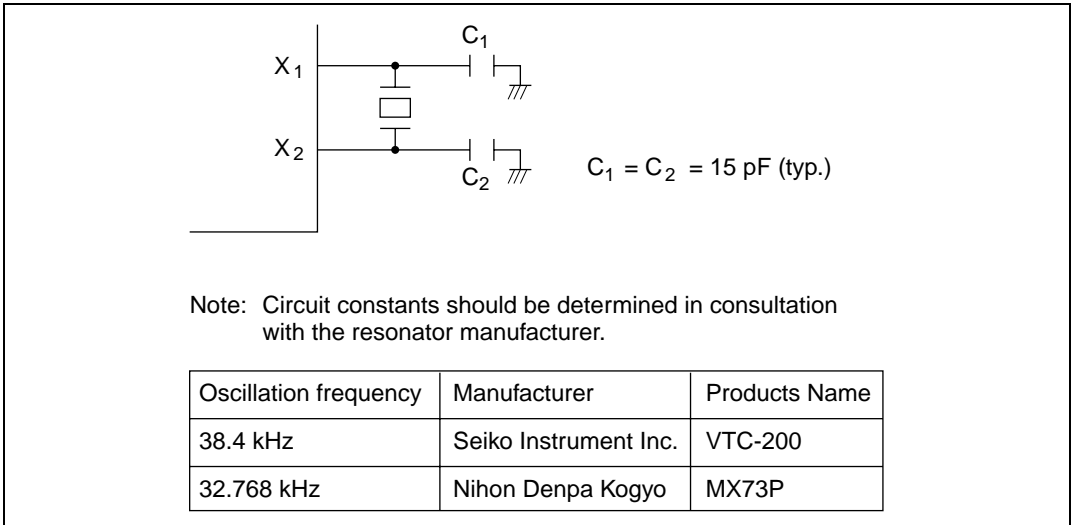 C1
X1
X2
C2
C1 = C2 = 15 pF (typ.)
Note: Circuit constants should be determined in consultation
with the resonator manufacturer.
Oscillation frequency Manufacturer Products Name
38.4 kHz Seiko Instrument Inc. VTC-200
32.768 kHz Nihon Denpa Kogyo MX73P